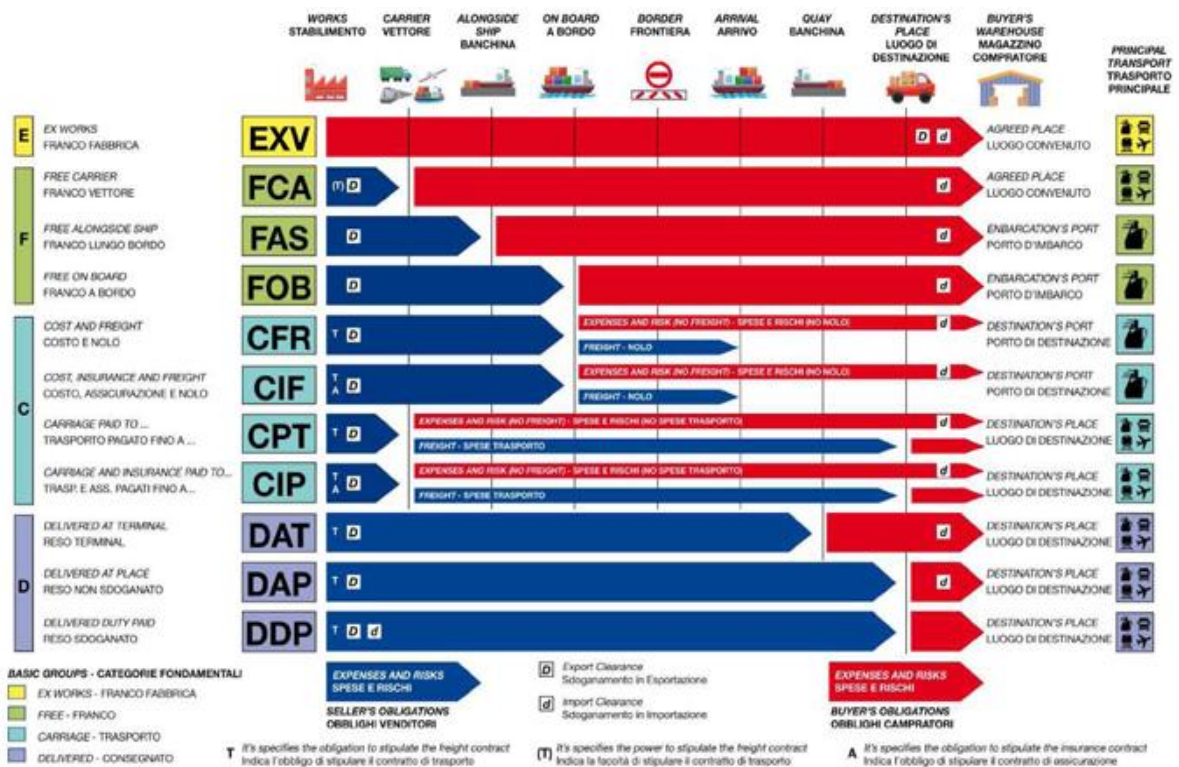 WORKS
STABILIMENTO
CARRIER
VETTORE
ALONGSIDE
SHIP
BANCHINA
ON BOARD
A BORDO
BORDER
FRONTIERA
ARRIVAL
ARRIVO
QUAY
BANCHINA
DESTINATION'S
PLACE
LUOGO DI
DESTINAZIONE
BUYER'S
WAREHOUSE
MAGAZZINO
COMPRATORE
PRINCIPAL
TRANSPORT
TRASPORTO
PRINCIPALE
E
EX WORKS
FRANCO FABBRICA
EXV
D d
AGREED PLACE
LUOGO CONVENUTO
F
FREE CARRIER
FRANCO VETTORE
FCA
(T) D
d
AGREED PLACE
LUOGO CONVENUTO
FREE ALONGSIDE SHIP
FRANCO LUNGO BORDO
FAS
D
d
ENBARCATION'S PORT
PORTO D'IMBARCO
FREE ON BOARD
FRANCO A BORDO
FOB
D
d
ENBARCATION'S PORT
PORTO D'IMBARCO
C
COST AND FREIGHT
COSTO E NOLO
CFR
T D
EXPENSES AND RISK (NO FREIGHT) - SPESE E RISCHI (NO NOLO)
d
FREIGHT - NOLO
DESTINATION'S PORT
PORTO DI DESTINAZIONE
COST, INSURANCE AND FREIGHT
COSTO, ASSICURAZIONE E NOLO
CIF
T
A D
EXPENSES AND RISK (NO FREIGHT) - SPESE E RISCHI (NO NOLO)
d
FREIGHT - NOLO
DESTINATION'S PORT
PORTO DI DESTINAZIONE
CARRIAGE PAID TO ...
TRASPORTO PAGATO FINO A ...
CPT
T D
EXPENSES AND RISK (NO FREIGHT) - SPESE E RISCHI (NO SPESE TRASPORTO)
d
FREIGHT - SPESE TRASPORTO
DESTINATION'S PLACE
LUOGO DI DESTINAZIONE
CARRIAGE AND INSURANCE PAID TO...
TRASP. E ASS. PAGATI FINO A...
CIP
T
A D
EXPENSES AND RISK (NO FREIGHT) - SPESE E RISCHI (NO SPESE TRASPORTO)
d
FREIGHT - SPESE TRASPORTO
DESTINATION'S PLACE
LUOGO DI DESTINAZIONE
D
DELIVERED AT TERMINAL
RESO TERMINAL
DAT
T D
d
DESTINATION'S PLACE
LUOGO DI DESTINAZIONE
DELIVERED AT PLACE
RESO NON SDOGANATO
DAP
T D
d
DESTINATION'S PLACE
LUOGO DI DESTINAZIONE
DELIVERED DUTY PAID
RESO SDOGANATO
DDP
T D d
DESTINATION'S PLACE
LUOGO DI DESTINAZIONE
BASIC GROUPS - CATEGORIE FONDAMENTALI
EX WORKS - FRANCO FABBRICA
FREE - FRANCO
CARRIAGE - TRASPORTO
DELIVERED - CONSEGNATO
EXPENSES AND RISKS
SPESE E RISCHI
SELLER'S OBLIGATIONS
OBBLIGHI VENDITORI
D Export Clearance
Sdoganamento in Esportazione
d Import Clearance
Sdoganamento in Importazione
EXPENSES AND RISKS
SPESE E RISCHI
BUYER'S OBLIGATIONS
OBBLIGHI CAMPRATORI
T It's specifies the obligation to stipulate the freight contract
Indica l'obbligo di stipulare il contratto di trasporto
(T) It's specifies the power to stipulate the freight contract
Indica la facoltà di stipulare il contratto di trasporto
A It's specifies the obligation to stipulate the insurance contract
Indica l'obbligo di stipulare il contratto di assicurazione